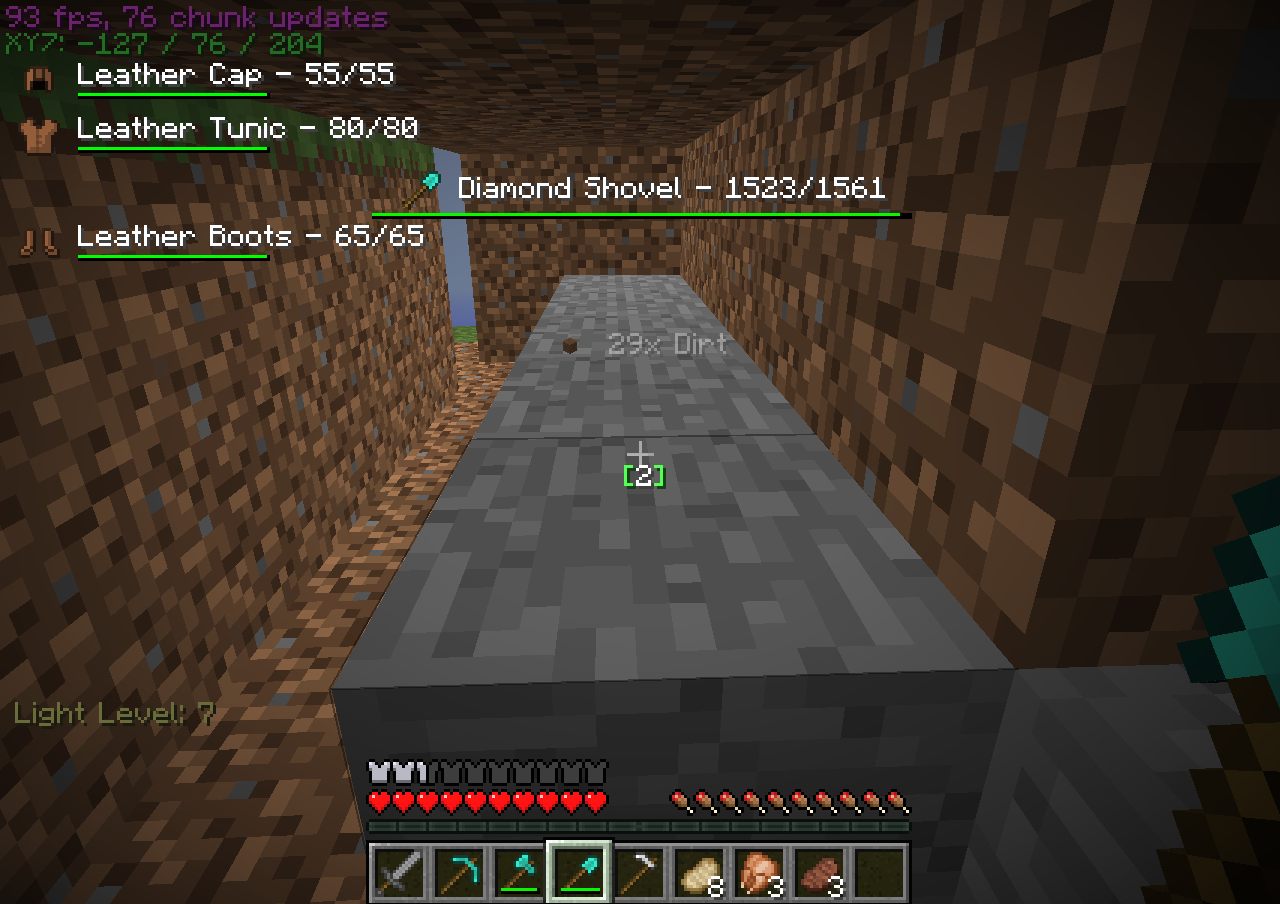 93 fps, 76 chunk updates
XYZ: -127 / 76 / 204
Leather Cap - 55/55
Leather Tunic - 80/80
Diamond Shovel - 1523/1561
Leather Boots - 65/65
29x Dirt
[2]
Light Level: 7
8 3 3